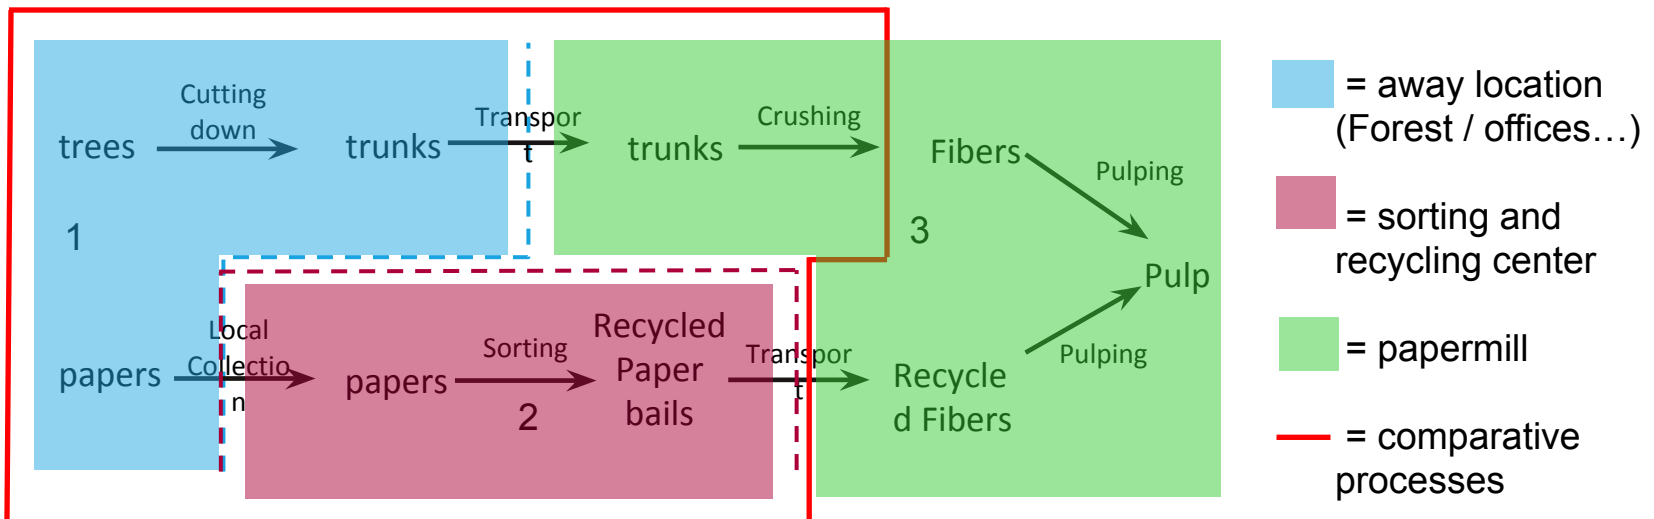 Cutting
down
trees
trunks
Transpor
t
trunks
Crushing
Fibers
Pulping
1
3
Pulp
papers
Local
Collectio
n
papers
Sorting
2
Recycled
Paper
bails
Transpor
t
Recycle
d Fibers
Pulping
= away location
(Forest / offices…)
= sorting and
recycling center
= papermill
= comparative
processes